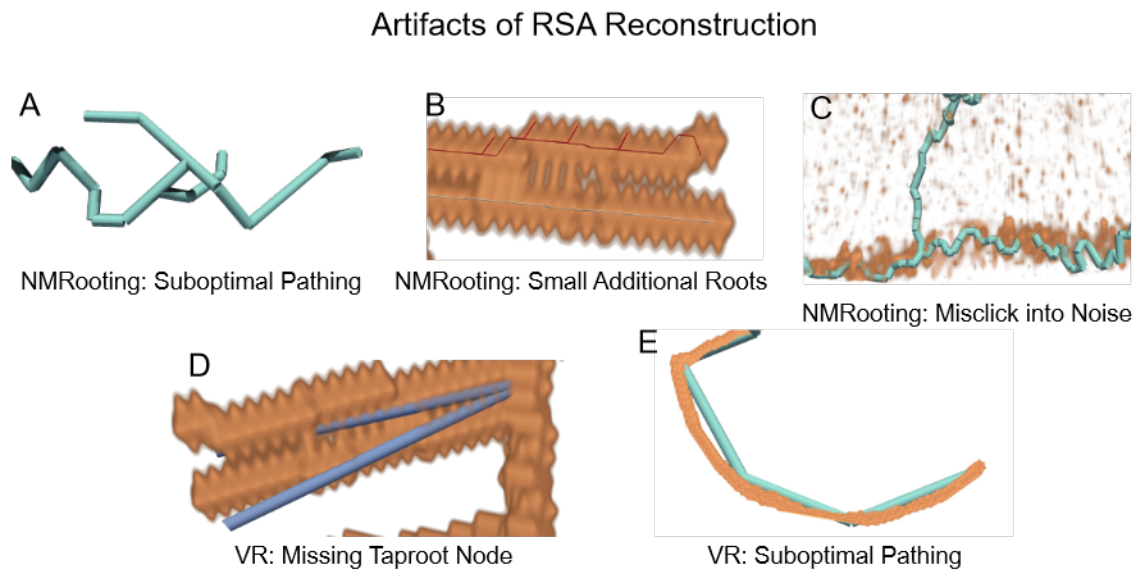 Artifacts of RSA Reconstruction
A
B
C
NMRooting: Suboptimal Pathing
NMRooting: Small Additional Roots
NMRooting: Misclick into Noise
D
E
VR: Missing Taproot Node
VR: Suboptimal Pathing